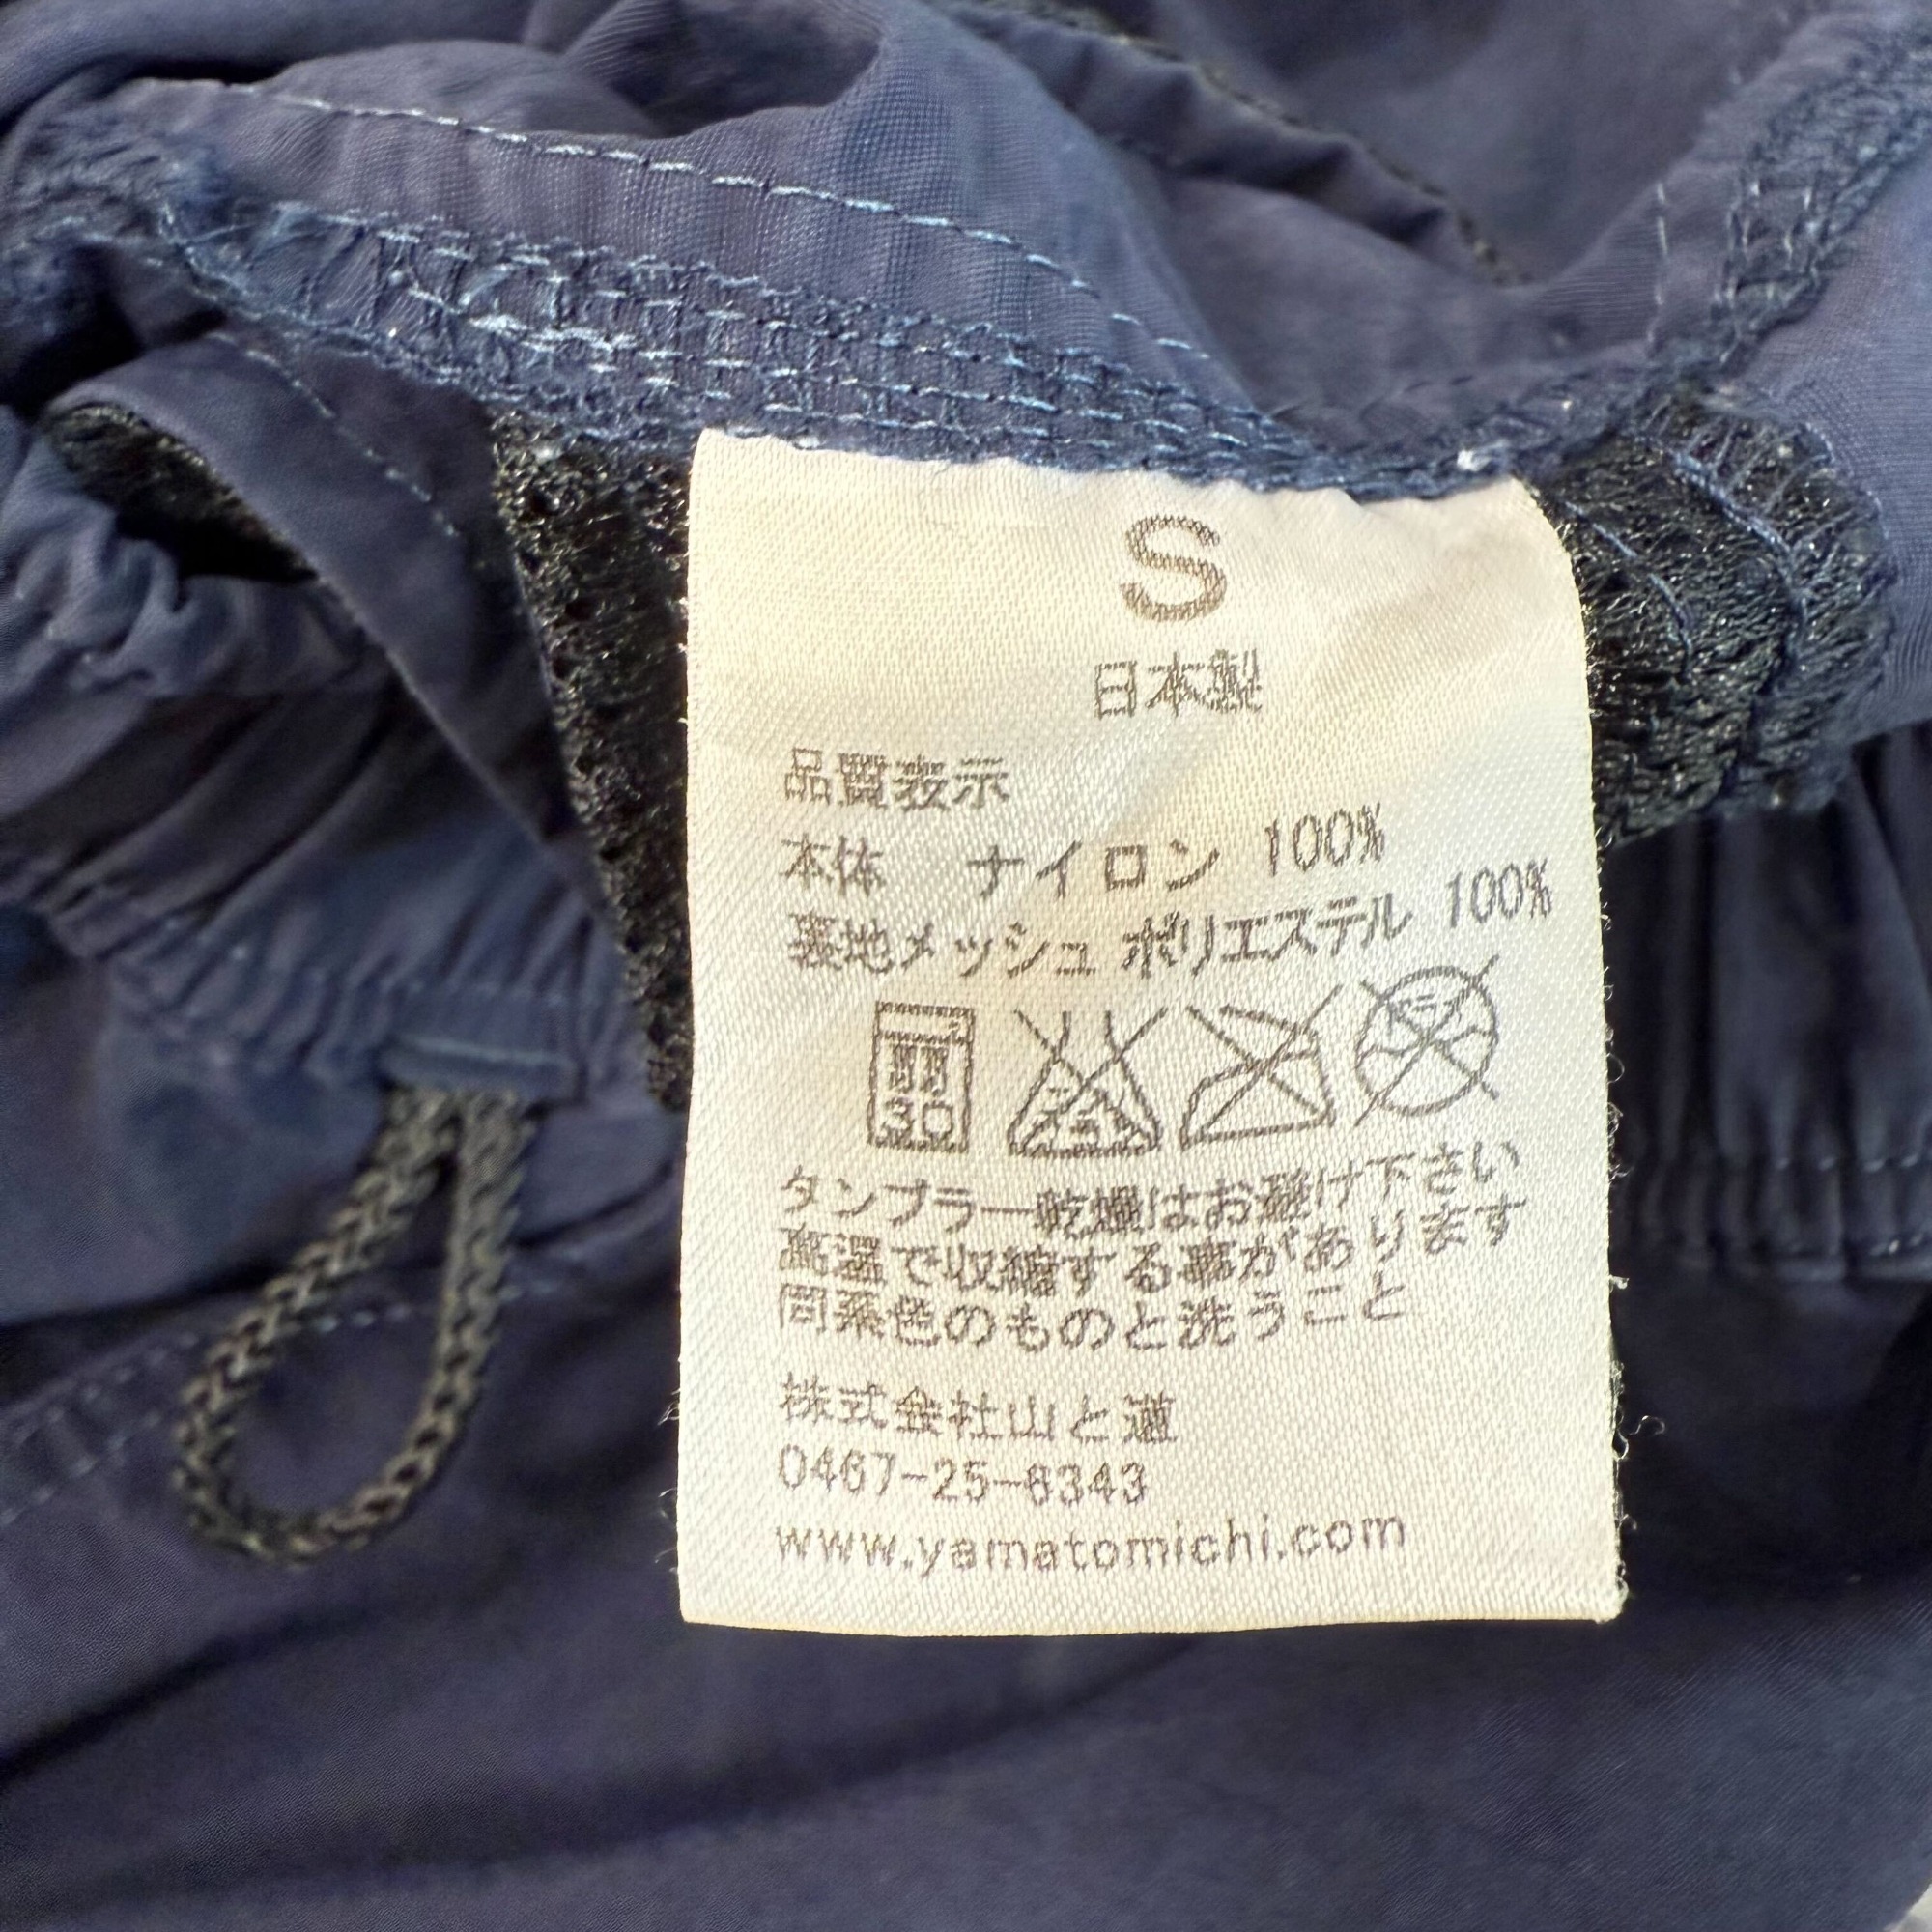 S
日本製
品質表示
本体 ナイロン 100%
裏地メッシュ ポリエステル 100%
30
タンブラー乾燥はお避け下さい
高温で収縮する事があります
同系色のものと洗うこと
株式会社山と道
0467-25-6343
www.yamatomichi.com